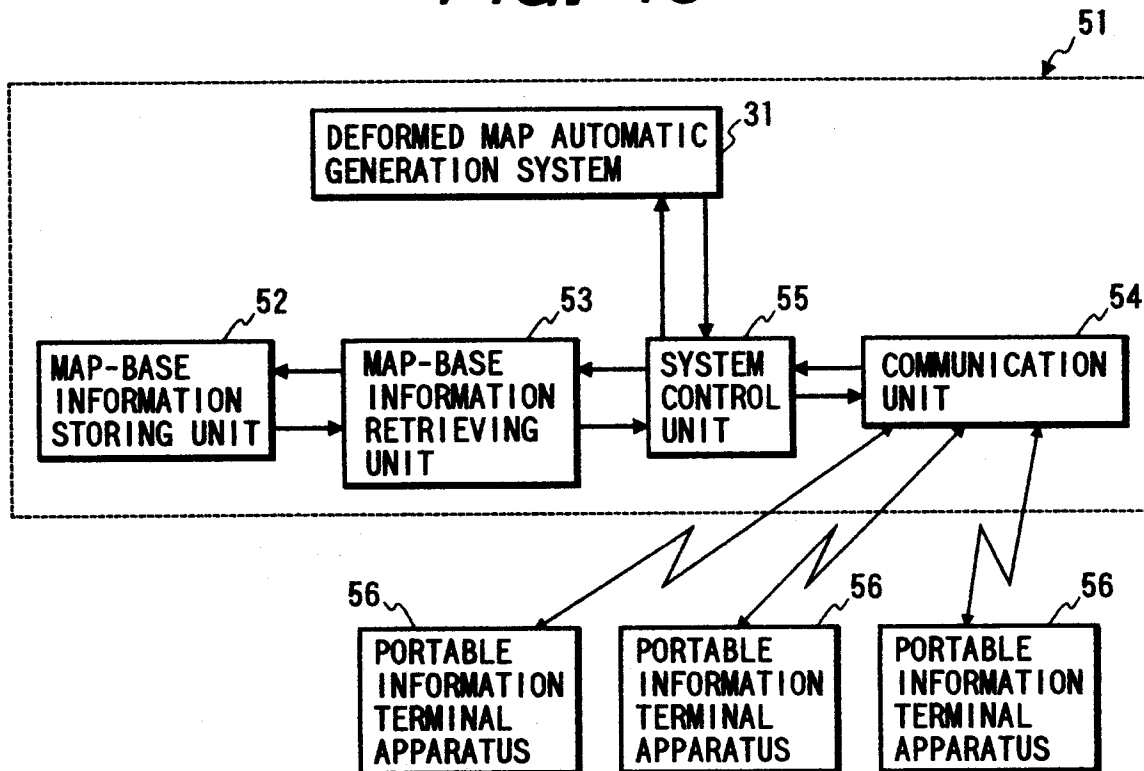 51
DEFORMED MAP AUTOMATIC
GENERATION SYSTEM
31
52
MAP-BASE
INFORMATION
STORING UNIT
53
MAP-BASE
INFORMATION
RETRIEVING
UNIT
55
SYSTEM
CONTROL
UNIT
54
COMMUNICATION
UNIT
56
PORTABLE
INFORMATION
TERMINAL
APPARATUS
56
PORTABLE
INFORMATION
TERMINAL
APPARATUS
56
PORTABLE
INFORMATION
TERMINAL
APPARATUS